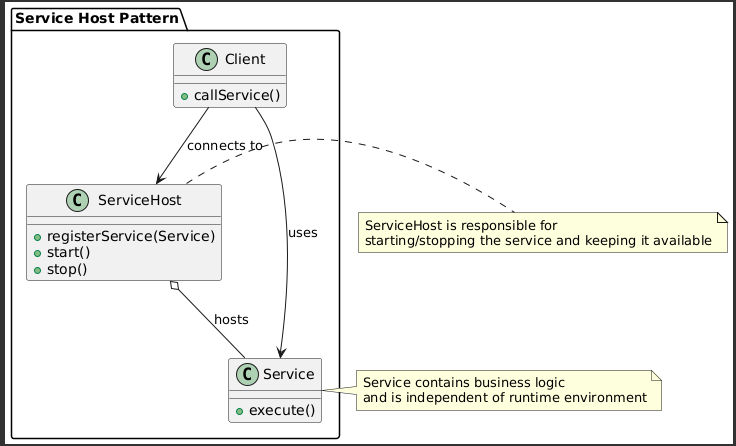 Service Host Pattern
C Client
callService()
connects to
C ServiceHost
registerService(Service)
start()
stop()
ServiceHost is responsible for
starting/stopping the service and keeping it available
uses
hosts
C Service
execute()
Service contains business logic
and is independent of runtime environment